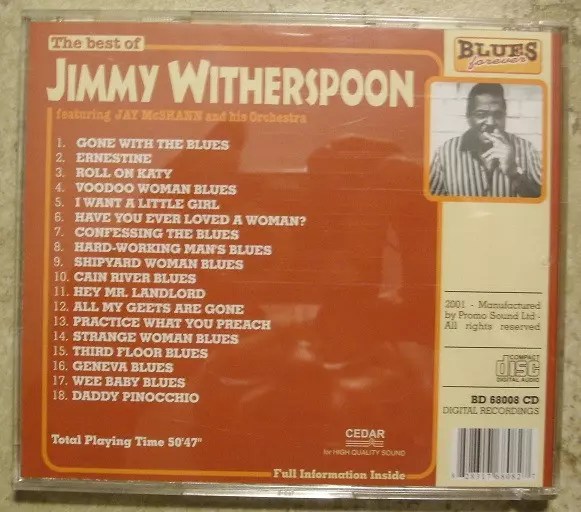 The best of
JIMMY WITHERSPOON
featuring JAY McSHANN and his Orchestra
BLUES
forever
1. GONE WITH THE BLUES
2. ERNESTINE
3. ROLL ON KATY
4. VOODOO WOMAN BLUES
5. I WANT A LITTLE GIRL
6. HAVE YOU EVER LOVED A WOMAN?
7. CONFESSING THE BLUES
8. HARD-WORKING MAN'S BLUES
9. SHIPYARD WOMAN BLUES
10. CAIN RIVER BLUES
11. HEY MR. LANDLORD
12. ALL MY GEETS ARE GONE
13. PRACTICE WHAT YOU PREACH
14. STRANGE WOMAN BLUES
15. THIRD FLOOR BLUES
16. GENEVA BLUES
17. WEE BABY BLUES
18. DADDY PINOCCHIO
Total Playing Time 50'47"
CEDAR
for HIGH QUALITY SOUND
Full Information Inside
2001 - Manufactured
by Promo Sound Ltd -
All rights reserved
COMPACT
disc
DIGITAL AUDIO
BD 68008 CD
DIGITAL RECORDINGS